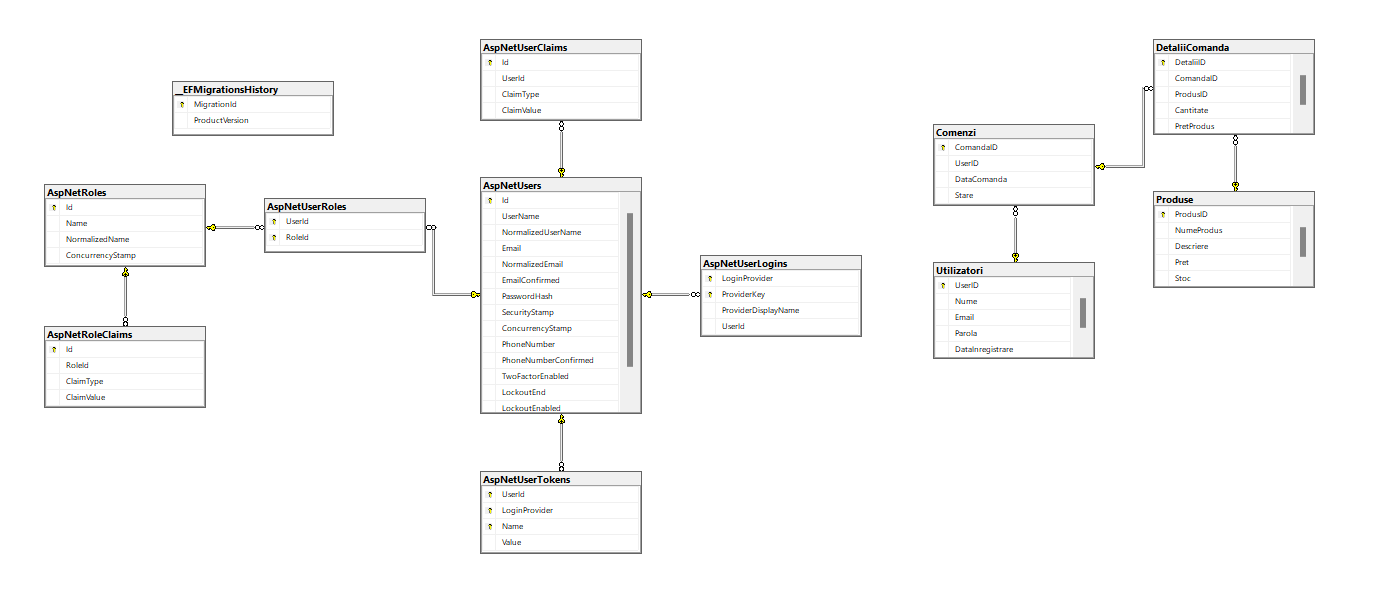 __EFMigrationsHistory
MigrationId
ProductVersion
AspNetRoles
Id
Name
NormalizedName
ConcurrencyStamp
AspNetRoleClaims
Id
RoleId
ClaimType
ClaimValue
AspNetUserRoles
UserId
RoleId
AspNetUserClaims
Id
UserId
ClaimType
ClaimValue
AspNetUsers
Id
UserName
NormalizedUserName
Email
NormalizedEmail
EmailConfirmed
PasswordHash
SecurityStamp
ConcurrencyStamp
PhoneNumber
PhoneNumberConfirmed
TwoFactorEnabled
LockoutEnd
LockoutEnabled
AspNetUserTokens
UserId
LoginProvider
Name
Value
AspNetUserLogins
LoginProvider
ProviderKey
ProviderDisplayName
UserId
Comenzi
ComandaID
UserID
DataComanda
Stare
Utilizatori
UserID
Nume
Email
Parola
DataInregistrare
DetaliiComanda
DetaliiID
ComandaID
ProdusID
Cantitate
PretProdus
Produse
ProdusID
NumeProdus
Descriere
Pret
Stoc